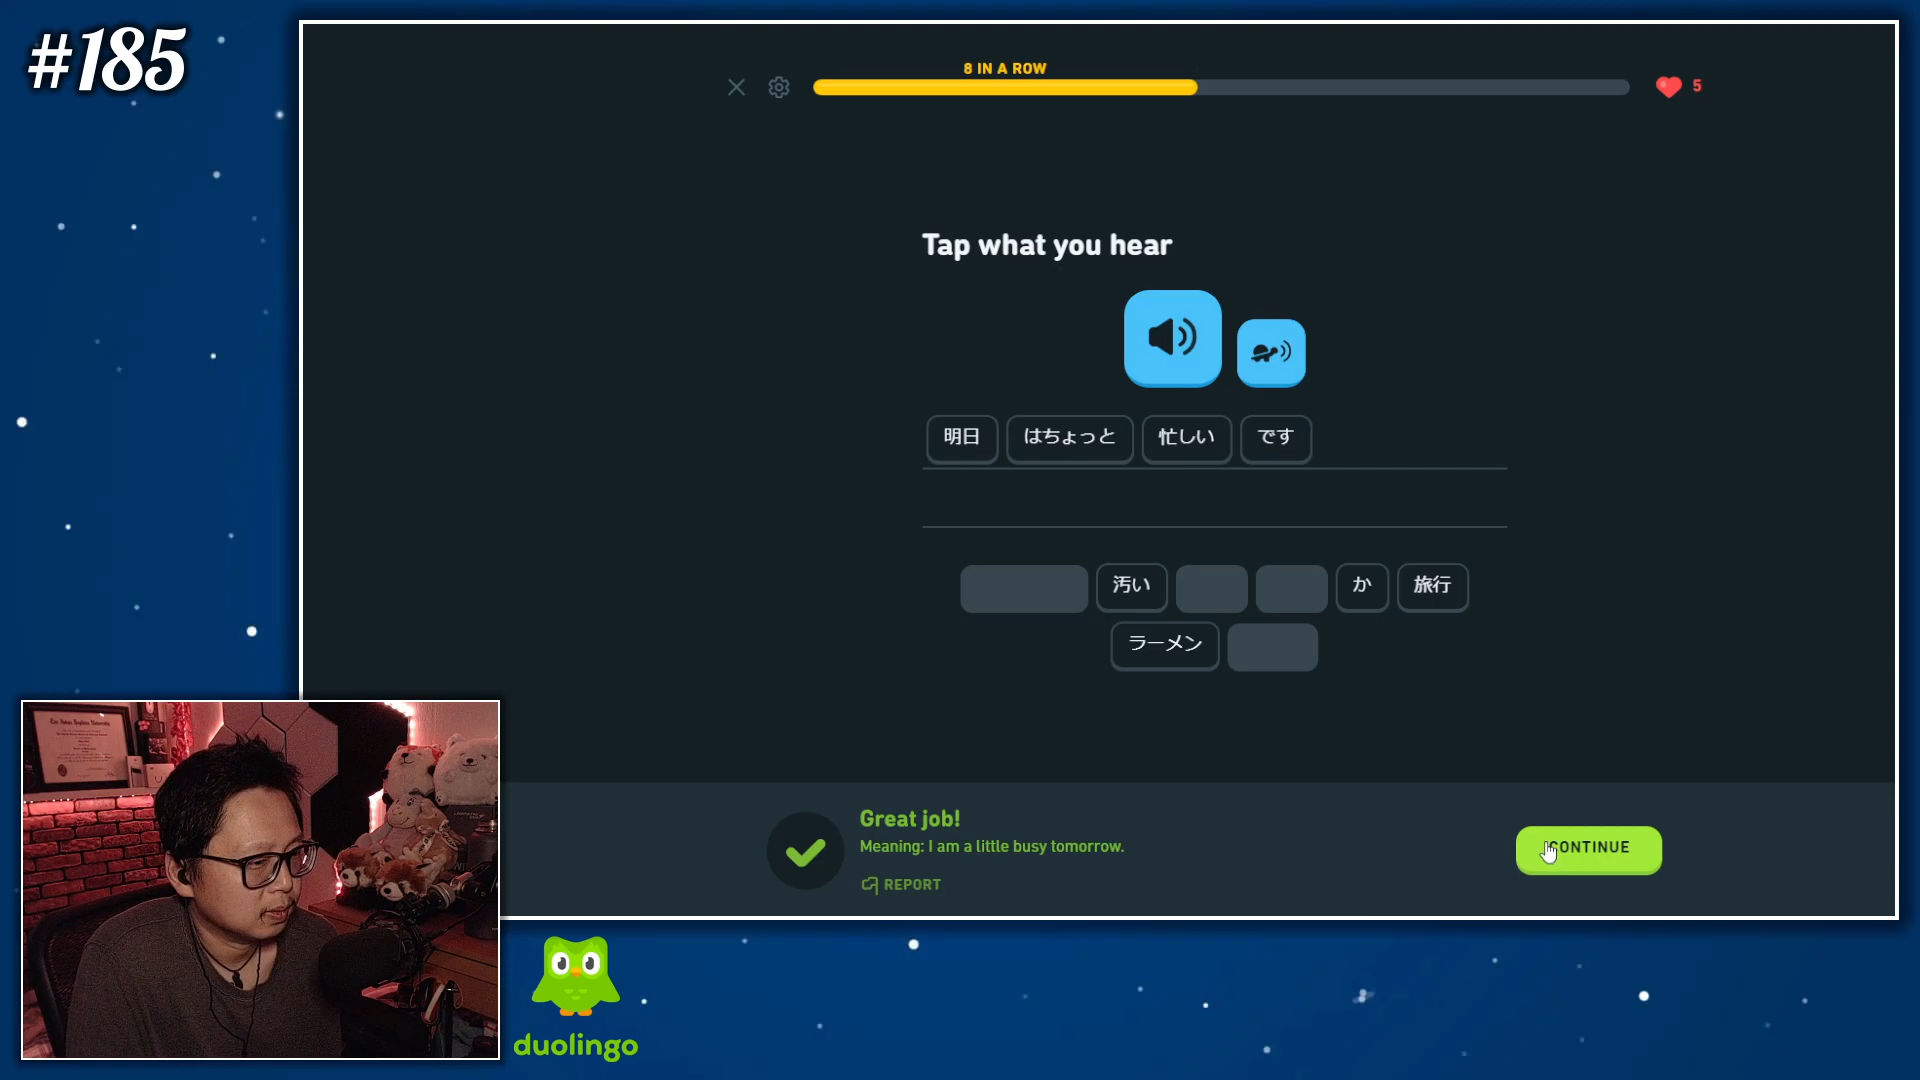 #185
8 IN A ROW
5
Tap what you hear
明日 はちょっと 忙しい です
汚い か 旅行
ラーメン
Great job!
Meaning: I am a little busy tomorrow.
REPORT
CONTINUE
duolingo